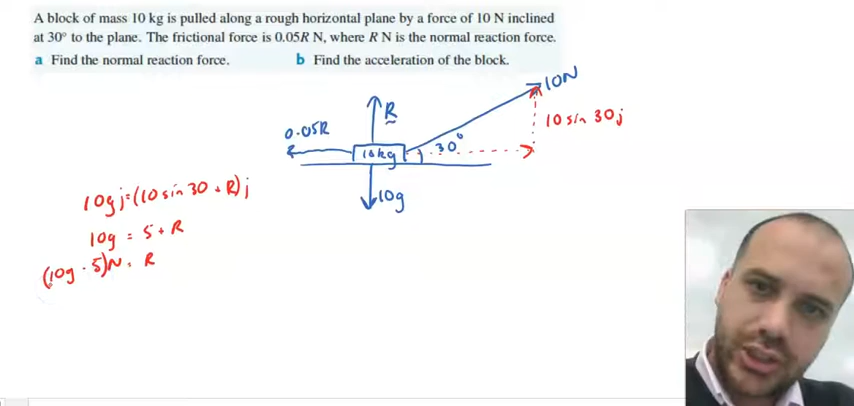 A block of mass 10 kg is pulled along a rough horizontal plane by a force of 10 N inclined
at 30° to the plane. The frictional force is 0.05R N, where R N is the normal reaction force.
a Find the normal reaction force. b Find the acceleration of the block.
10N
R
0.05R
10 sin 30 j
30°
10kg
10g
10g j = (10 sin 30 + R) j
10g = 5 + R
(10g - 5)N = R